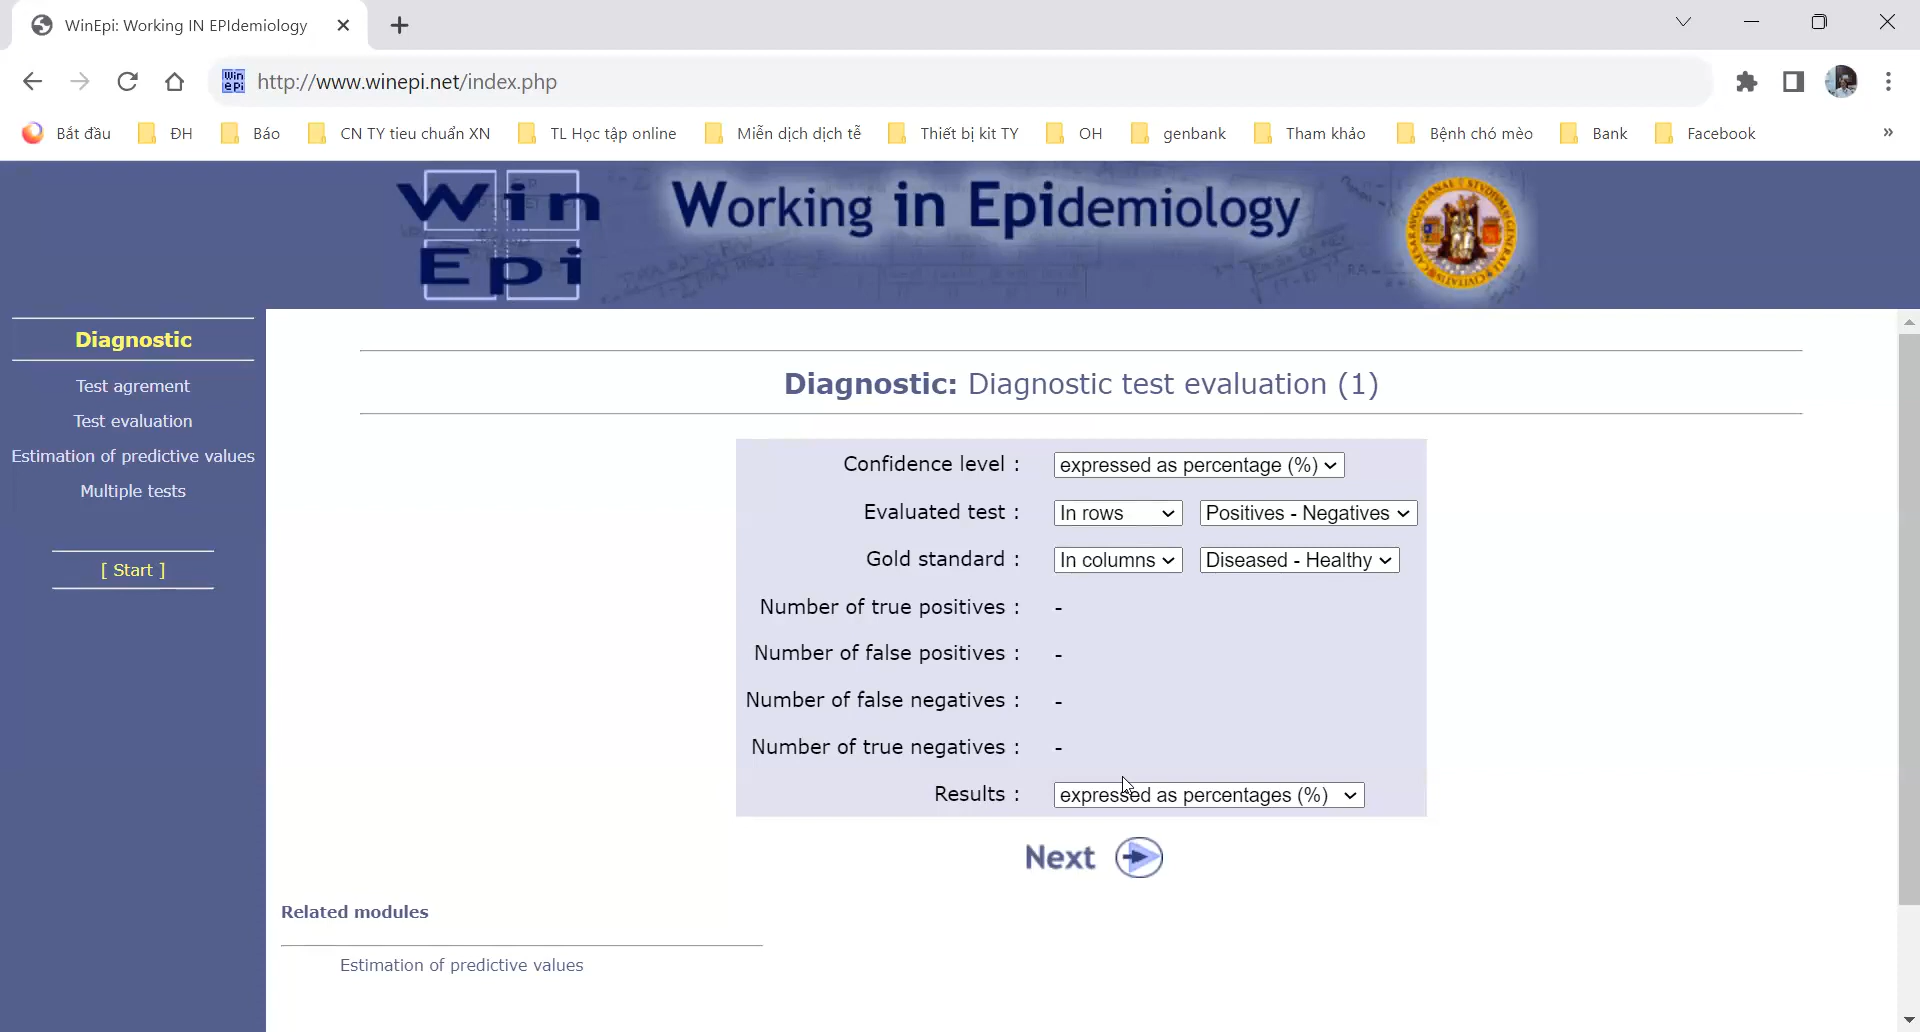 WinEpi: Working IN EPIdemiology
http://www.winepi.net/index.php
Bắt đầu ĐH Báo CN TY tieu chuẩn XN TL Học tập online Miễn dịch dịch tễ Thiết bị kit TY OH genbank Tham khảo Bệnh chó mèo Bank Facebook »
Win Epi
Working in Epidemiology
Diagnostic
Test agrement
Test evaluation
Estimation of predictive values
Multiple tests
[ Start ]
Diagnostic: Diagnostic test evaluation (1)
Confidence level : expressed as percentage (%)
Evaluated test : In rows Positives - Negatives
Gold standard : In columns Diseased - Healthy
Number of true positives : -
Number of false positives : -
Number of false negatives : -
Number of true negatives : -
Results : expressed as percentages (%)
Next
Related modules
Estimation of predictive values